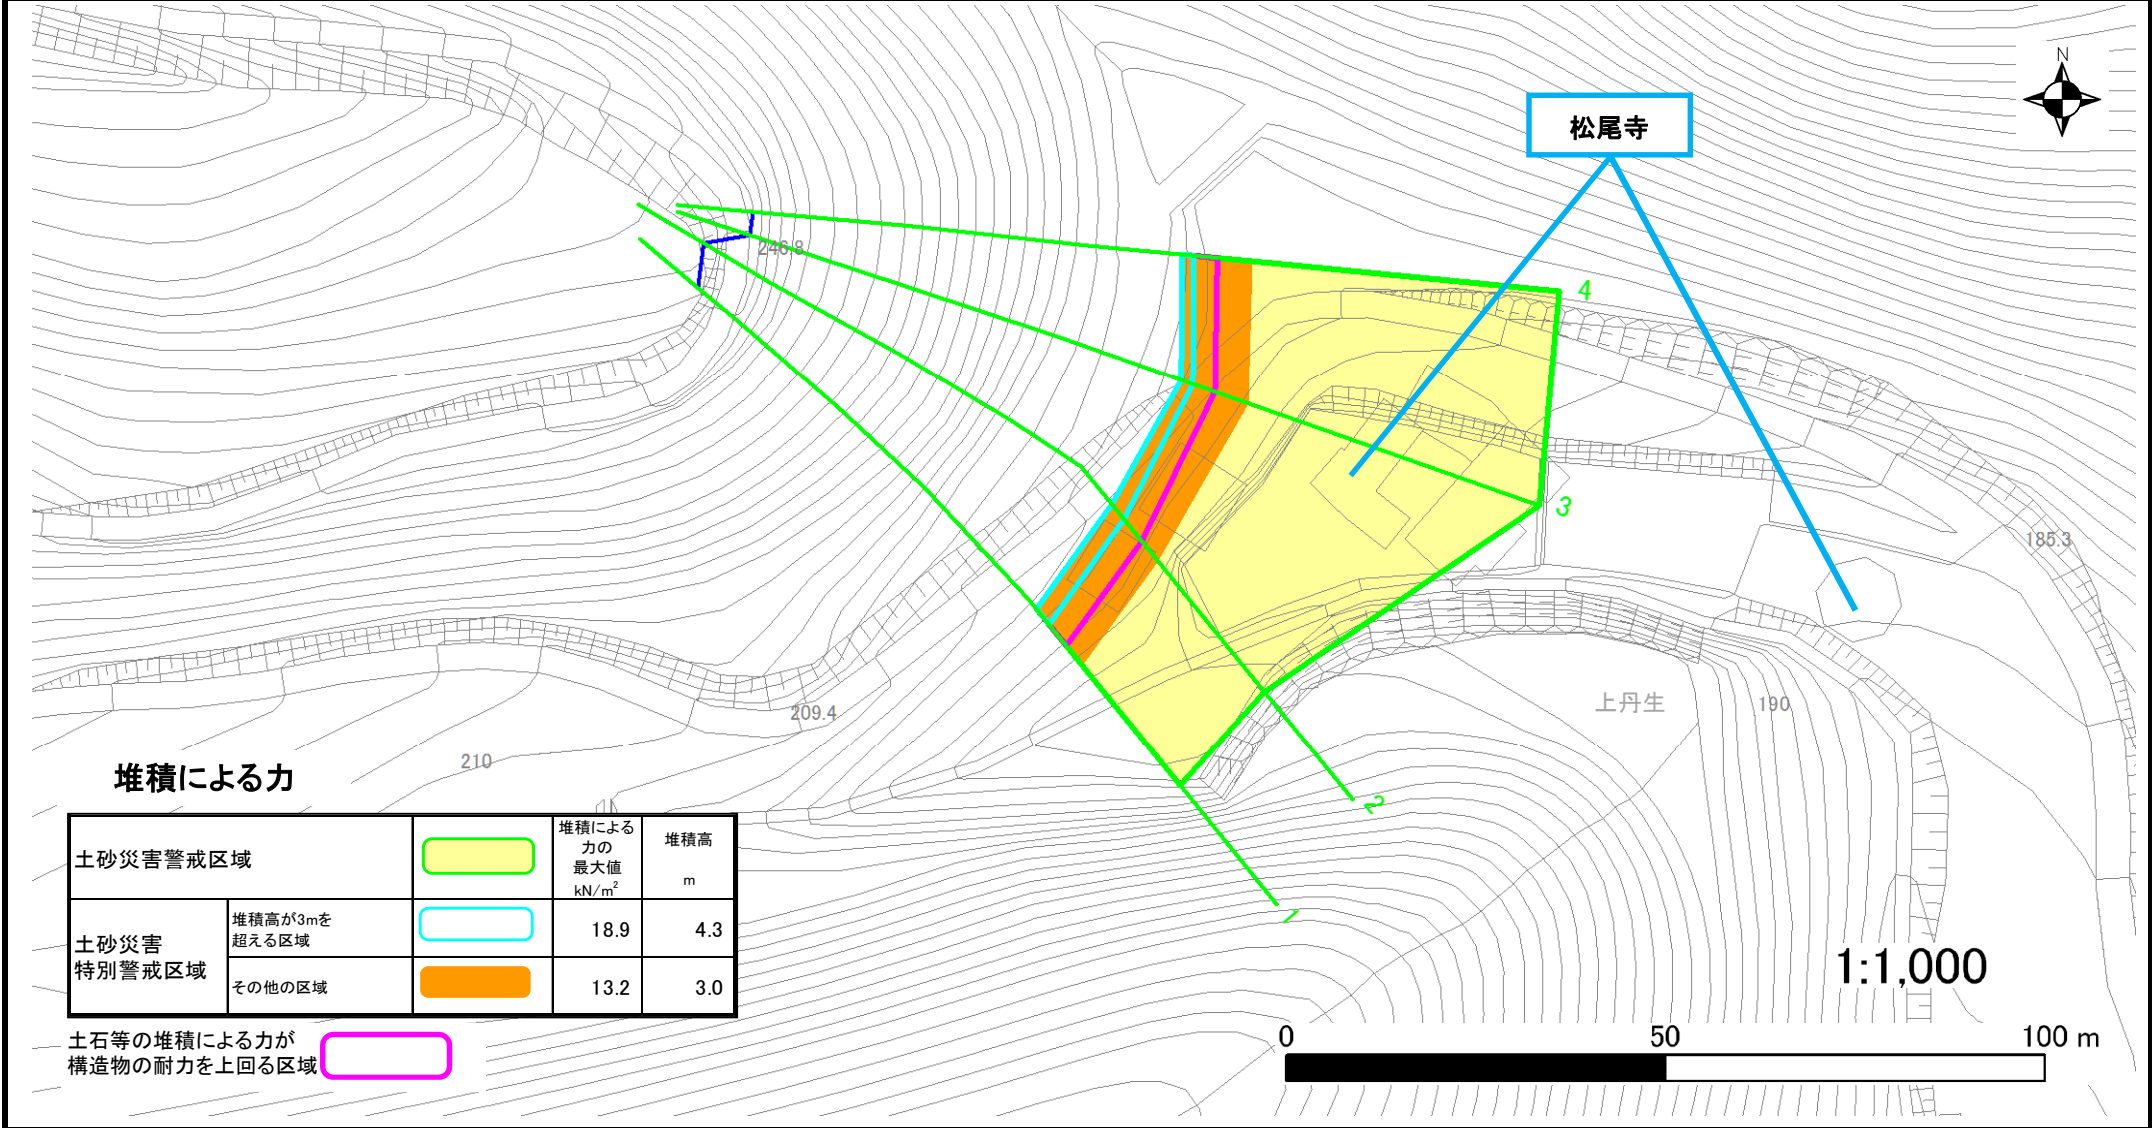 N
松尾寺
246.8
4
3
185.3
上丹生
190
209.4
210
2
1
堆積による力
土砂災害警戒区域
堆積による
力の
最大値
kN/m²
堆積高
m
土砂災害
特別警戒区域
堆積高が3mを
超える区域
18.9
4.3
その他の区域
13.2
3.0
土石等の堆積による力が
構造物の耐力を上回る区域
1:1,000
0
50
100 m